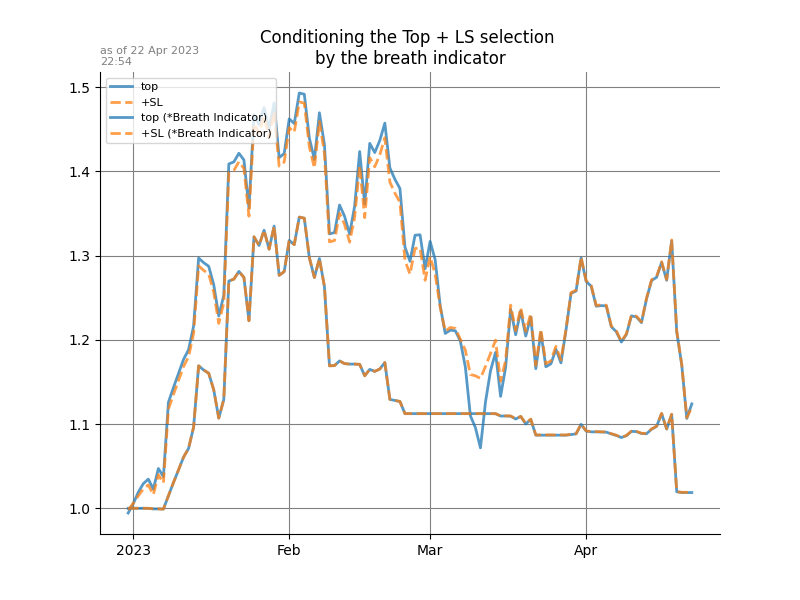 Conditioning the Top + LS selection
by the breath indicator
as of 22 Apr 2023
22:54
top
+SL
top (*Breath Indicator)
+SL (*Breath Indicator)
1.5
1.4
1.3
1.2
1.1
1.0
2023 Feb Mar Apr